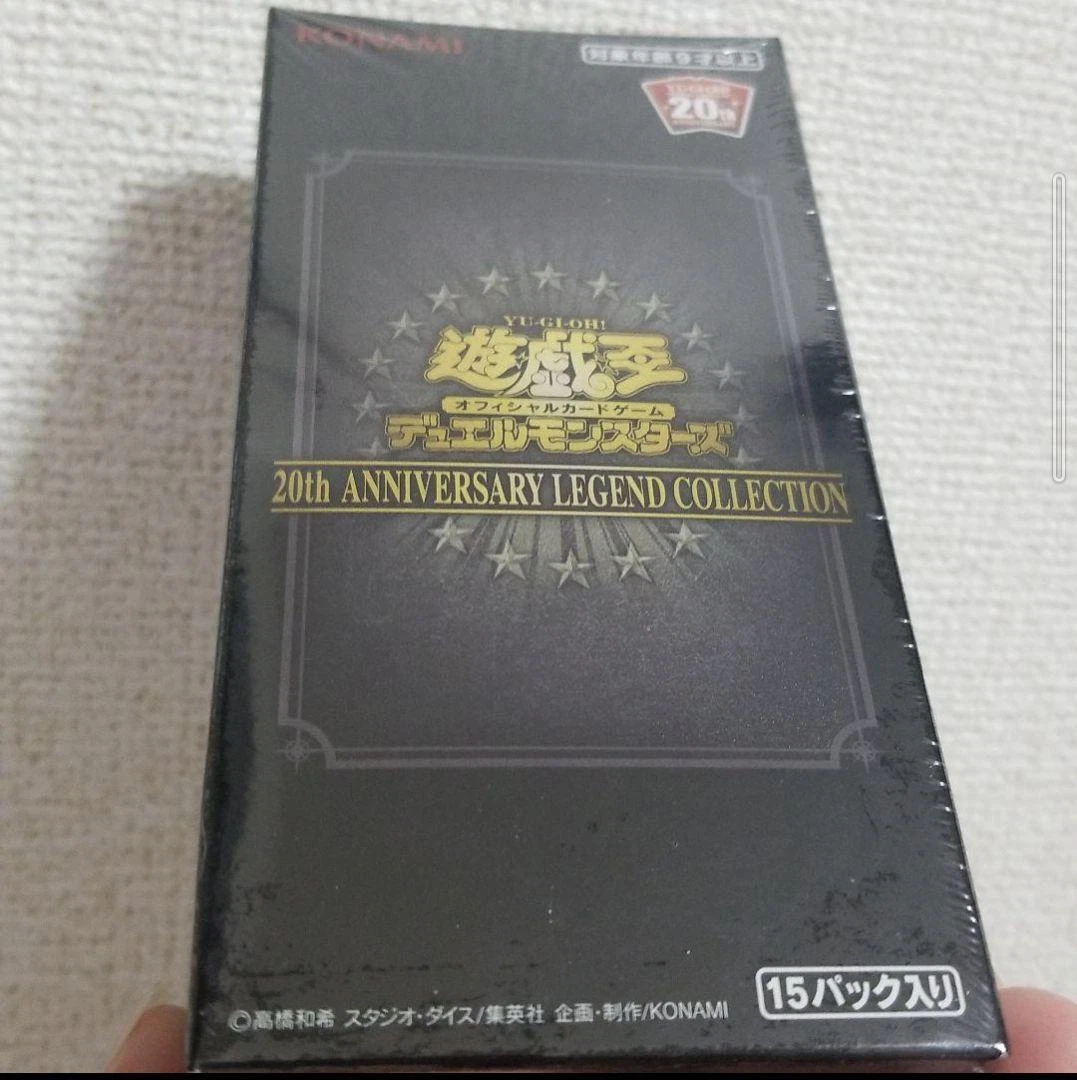 KONAMI
対象年齢9才以上
20th
YU-GI-OH!
遊戯王
オフィシャルカードゲーム
デュエルモンスターズ
20th ANNIVERSARY LEGEND COLLECTION
15パック入り
©高橋和希 スタジオ・ダイス/集英社 企画・制作/KONAMI